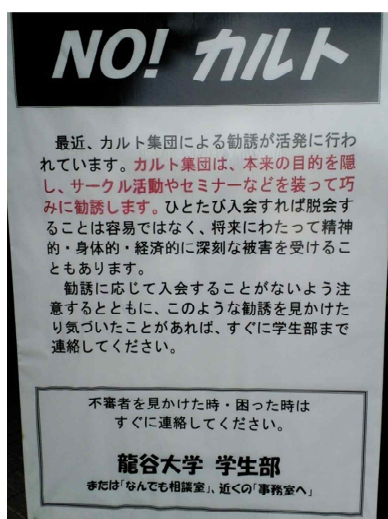 NO! カルト
最近、カルト集団による勧誘が活発に行わ
れています。カルト集団は、本来の目的を隠
し、サークル活動やセミナーなどを装って巧
みに勧誘します。ひとたび入会すれば脱会す
ることは容易ではなく、将来にわたって精神
的・身体的・経済的に深刻な被害を受けるこ
ともあります。
勧誘に応じて入会することがないよう注
意するとともに、このような勧誘を見かけた
り気づいたことがあれば、すぐに学生部まで
連絡してください。
不審者を見かけた時・困った時は
すぐに連絡してください。
龍谷大学 学生部
または「なんでも相談室」、近くの「事務室へ」